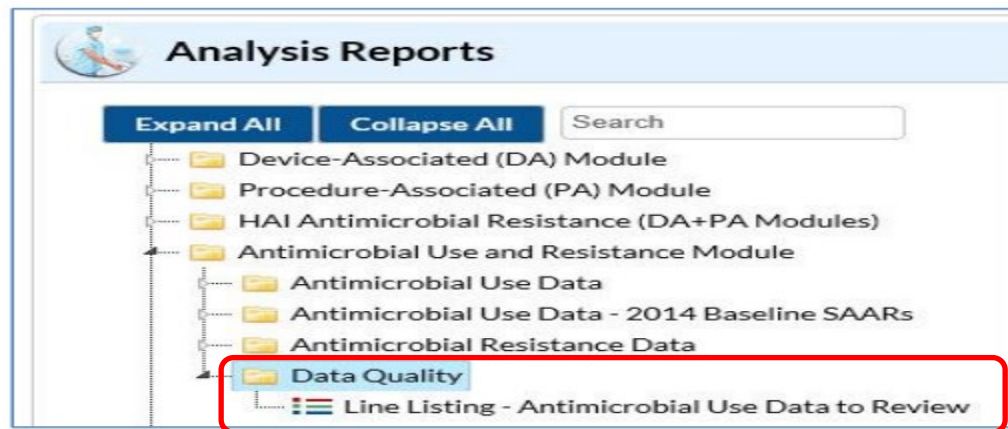 Analysis Reports
Expand All Collapse All Search
Device-Associated (DA) Module
Procedure-Associated (PA) Module
HAI Antimicrobial Resistance (DA+PA Modules)
Antimicrobial Use and Resistance Module
Antimicrobial Use Data
Antimicrobial Use Data - 2014 Baseline SAARs
Antimicrobial Resistance Data
Data Quality
Line Listing - Antimicrobial Use Data to Review